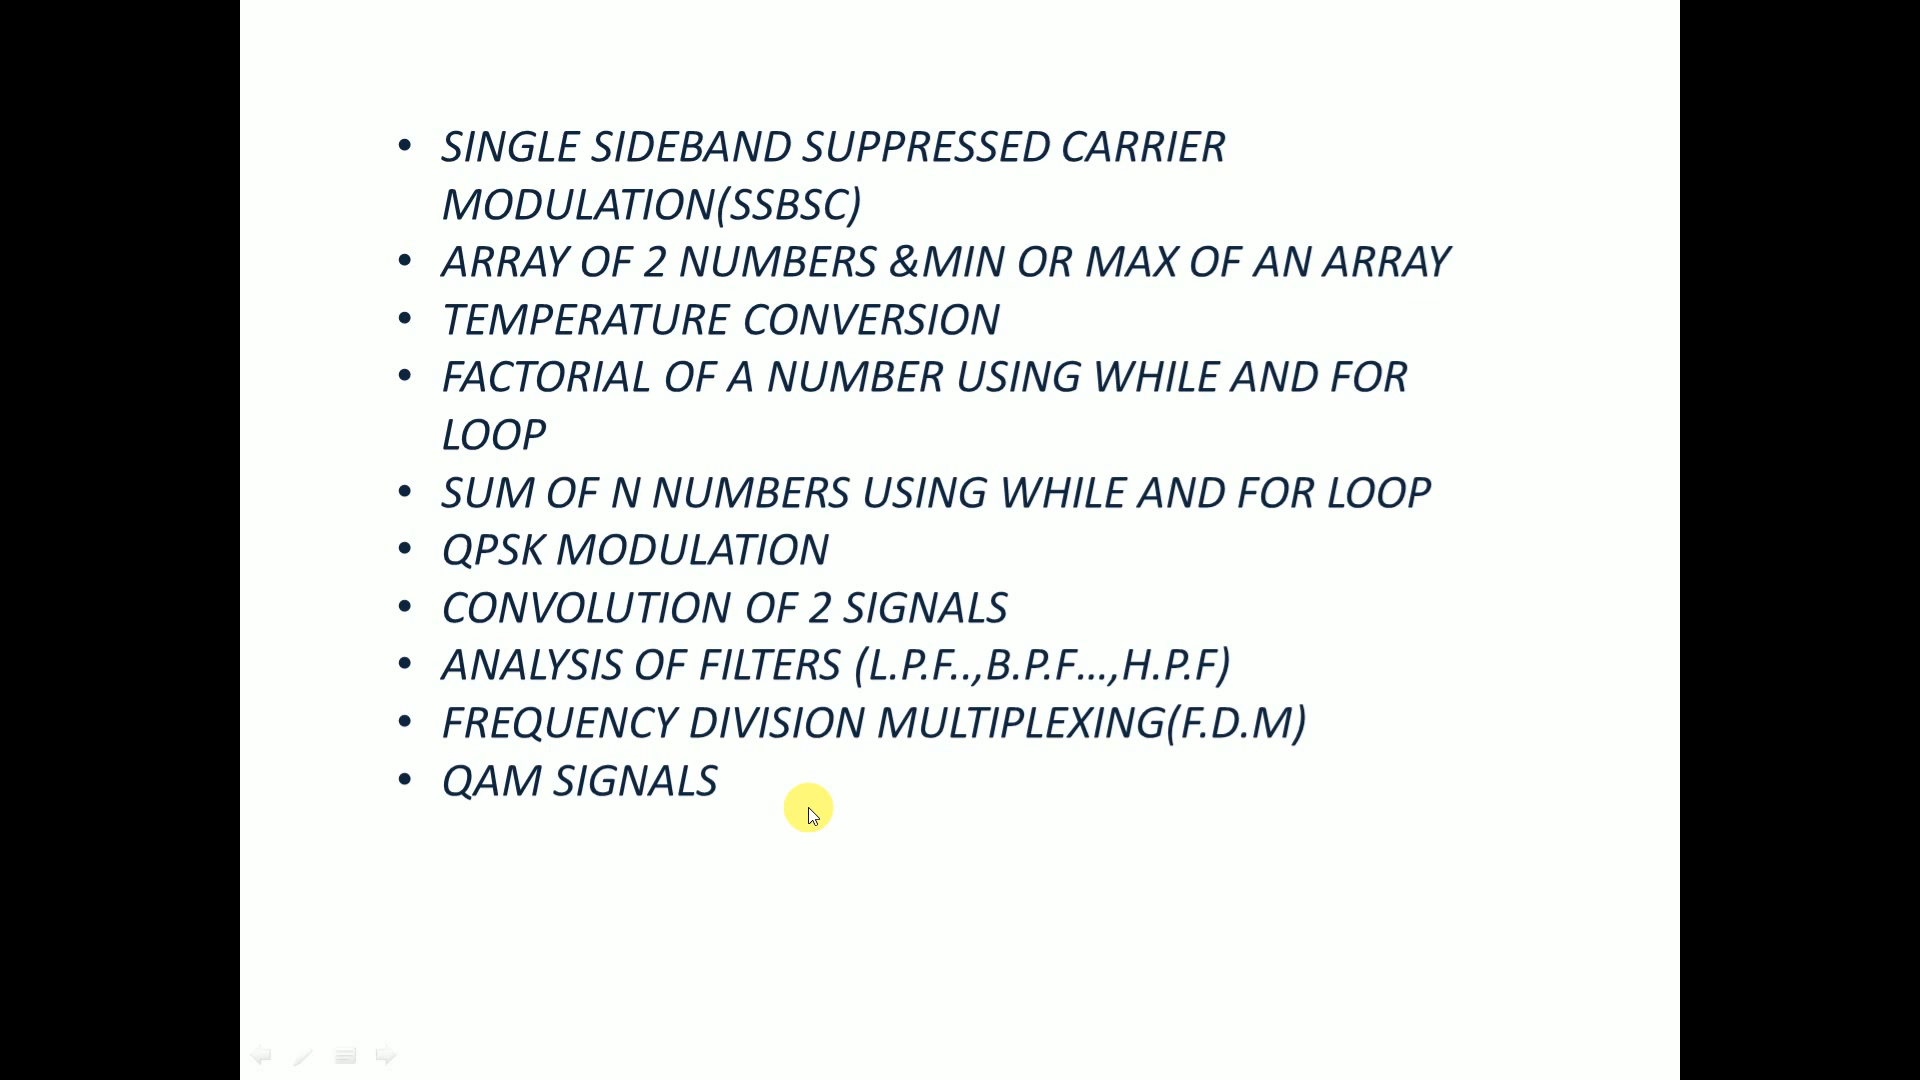 • SINGLE SIDEBAND SUPPRESSED CARRIER
MODULATION(SSBSC)
• ARRAY OF 2 NUMBERS &MIN OR MAX OF AN ARRAY
• TEMPERATURE CONVERSION
• FACTORIAL OF A NUMBER USING WHILE AND FOR
LOOP
• SUM OF N NUMBERS USING WHILE AND FOR LOOP
• QPSK MODULATION
• CONVOLUTION OF 2 SIGNALS
• ANALYSIS OF FILTERS (L.P.F..,B.P.F...,H.P.F)
• FREQUENCY DIVISION MULTIPLEXING(F.D.M)
• QAM SIGNALS